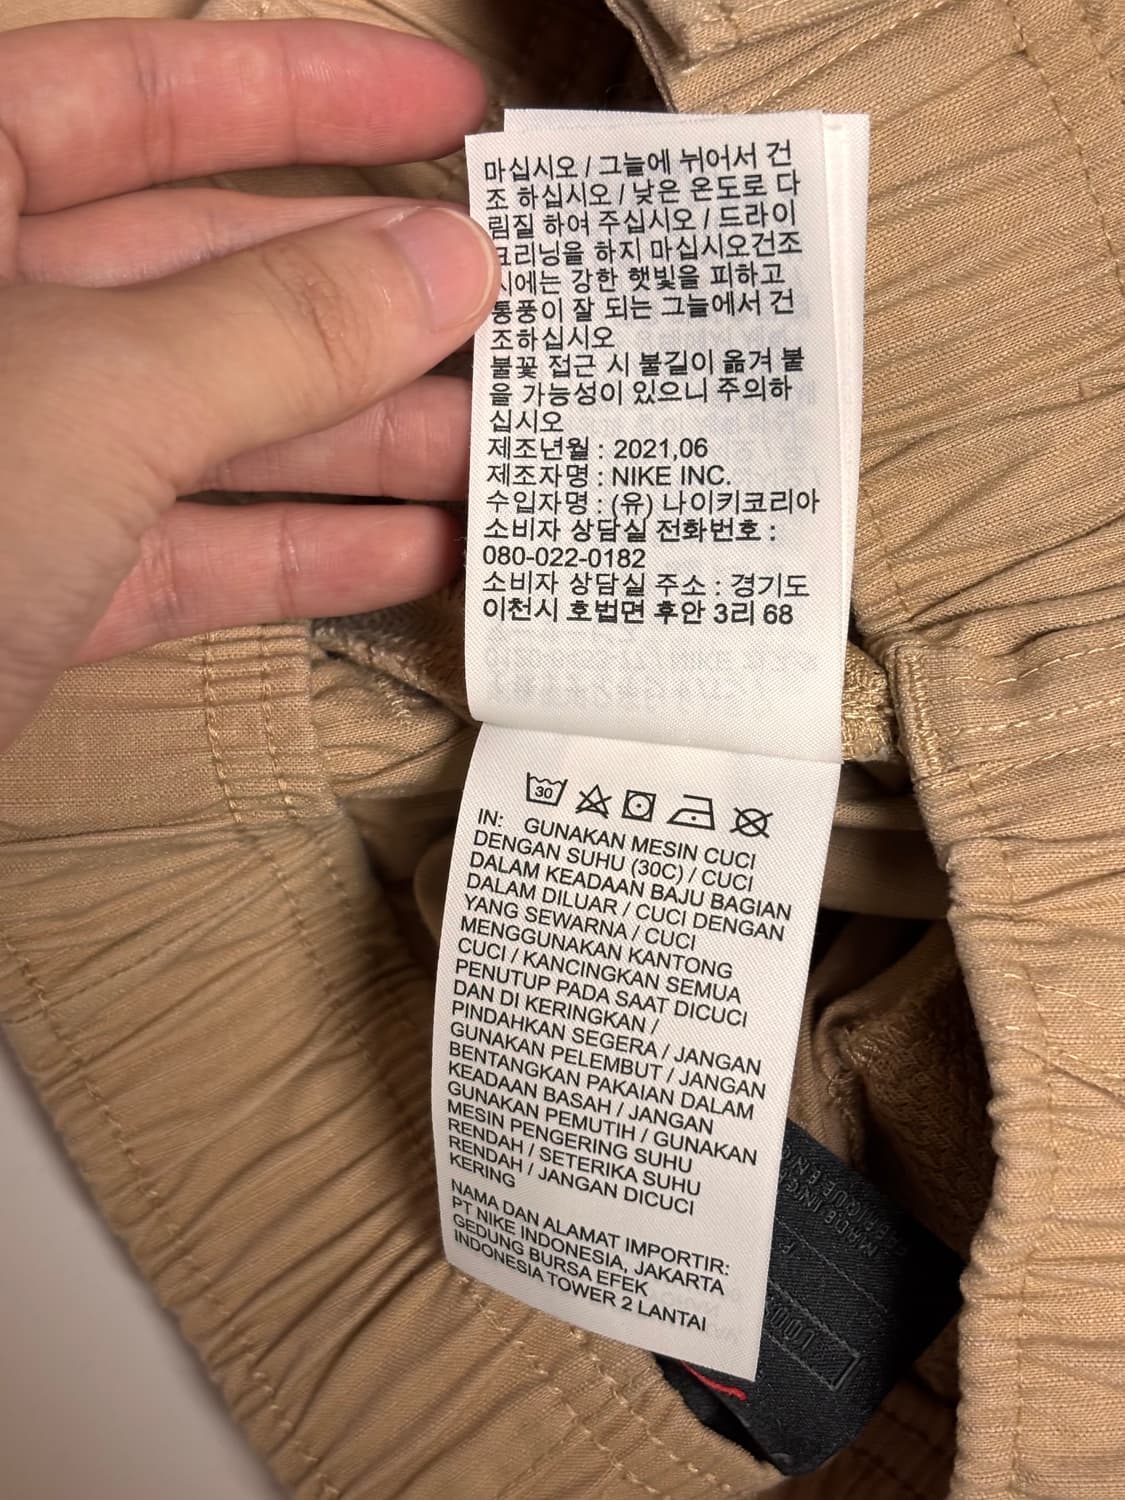 마십시오 / 그늘에 뉘어서 건
조 하십시오 / 낮은 온도로 다
림질 하여 주십시오 / 드라이
크리닝을 하지 마십시오건조
시에는 강한 햇빛을 피하고
통풍이 잘 되는 그늘에서 건
조하십시오
불꽃 접근 시 불길이 옮겨 붙
을 가능성이 있으니 주의하
십시오
제조년월 : 2021,06
제조자명 : NIKE INC.
수입자명 : (유) 나이키코리아
소비자 상담실 전화번호 :
080-022-0182
소비자 상담실 주소 : 경기도
이천시 호법면 후안 3리 68
30
IN: GUNAKAN MESIN CUCI
DENGAN SUHU (30C) / CUCI
DALAM KEADAAN BAJU BAGIAN
DALAM DILUAR / CUCI DENGAN
YANG SEWARNA / CUCI
MENGGUNAKAN KANTONG
CUCI / KANCINGKAN SEMUA
PENUTUP PADA SAAT DICUCI
DAN DI KERINGKAN /
PINDAHKAN SEGERA / JANGAN
GUNAKAN PELEMBUT / JANGAN
BENTANGKAN PAKAIAN DALAM
KEADAAN BASAH / JANGAN
GUNAKAN PEMUTIH / GUNAKAN
MESIN PENGERING SUHU
RENDAH / SETERIKA SUHU
RENDAH / JANGAN DICUCI
KERING
NAMA DAN ALAMAT IMPORTIR:
PT NIKE INDONESIA, JAKARTA
GEDUNG BURSA EFEK
INDONESIA TOWER 2 LANTAI